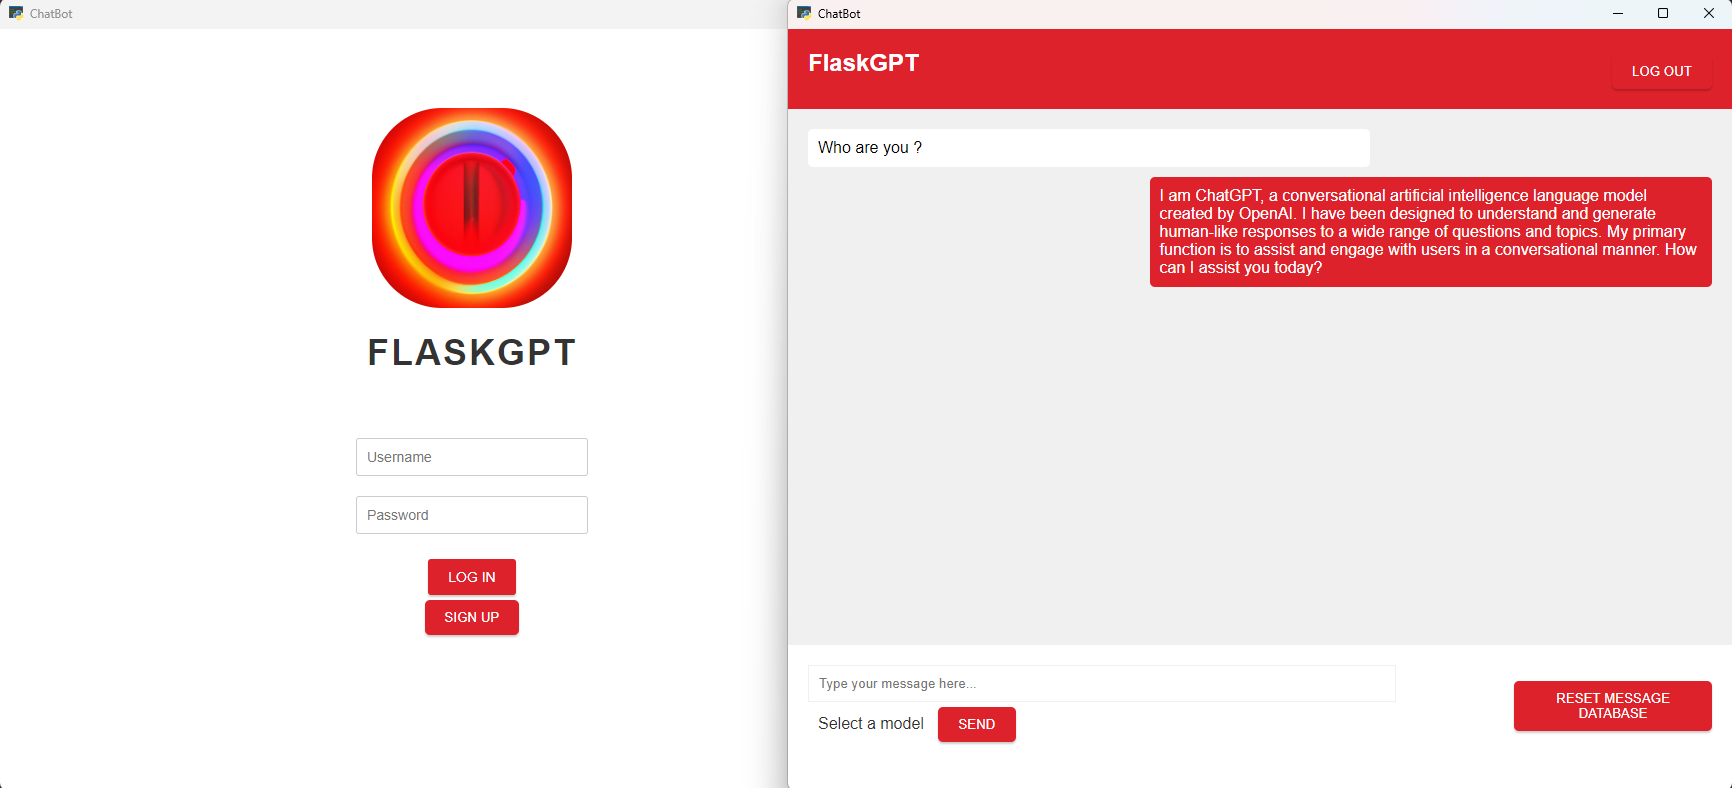 ChatBot
FLASKGPT
Username
Password
LOG IN
SIGN UP
ChatBot
FlaskGPT
LOG OUT
Who are you ?
I am ChatGPT, a conversational artificial intelligence language model
created by OpenAI. I have been designed to understand and generate
human-like responses to a wide range of questions and topics. My primary
function is to assist and engage with users in a conversational manner. How
can I assist you today?
Type your message here...
Select a model
SEND
RESET MESSAGE
DATABASE